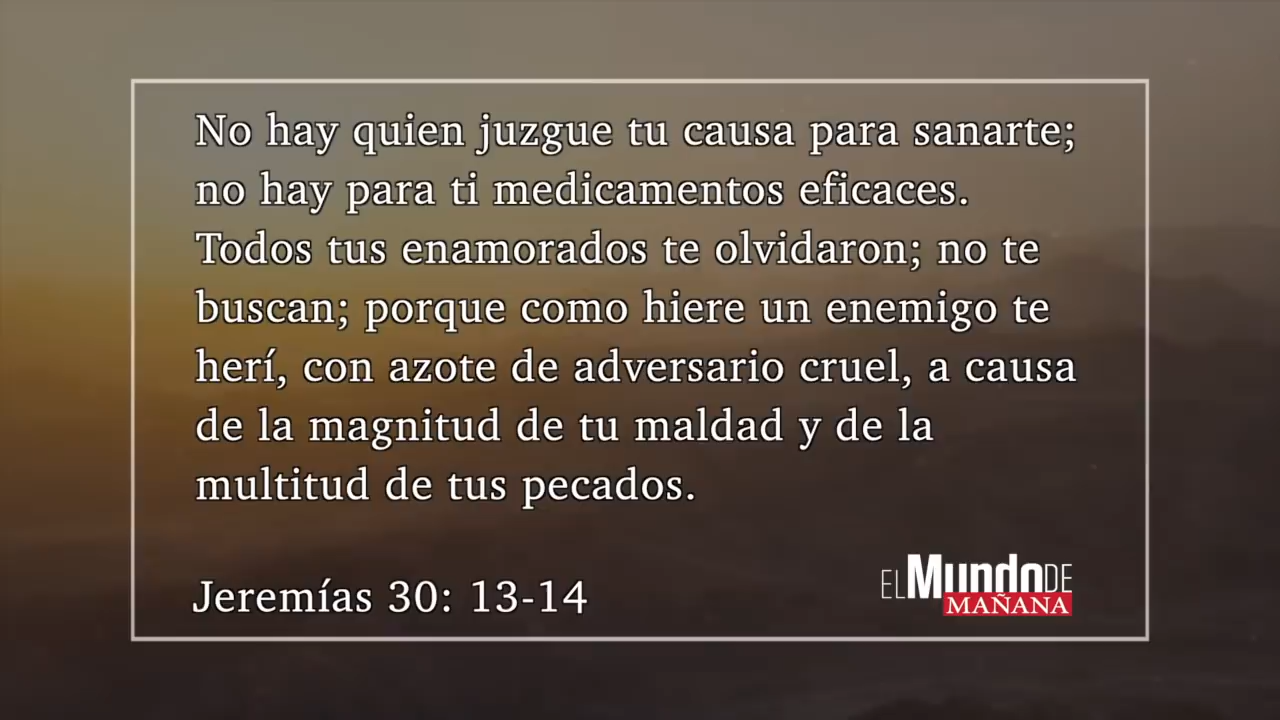 No hay quien juzgue tu causa para sanarte;
no hay para ti medicamentos eficaces.
Todos tus enamorados te olvidaron; no te
buscan; porque como hiere un enemigo te
herí, con azote de adversario cruel, a causa
de la magnitud de tu maldad y de la
multitud de tus pecados.
Jeremías 30: 13-14
EL Mundo DE
MAÑANA